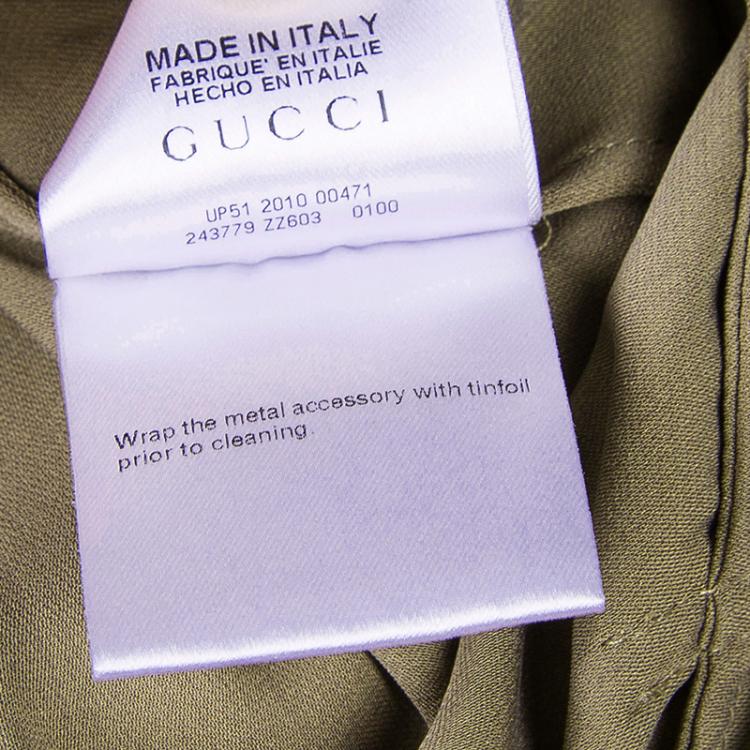 MADE IN ITALY
FABRIQUE' EN ITALIE
HECHO EN ITALIA
GUCCI
UP51 2010 00471
243779 ZZ603 0100
Wrap the metal accessory with tinfoil
prior to cleaning.